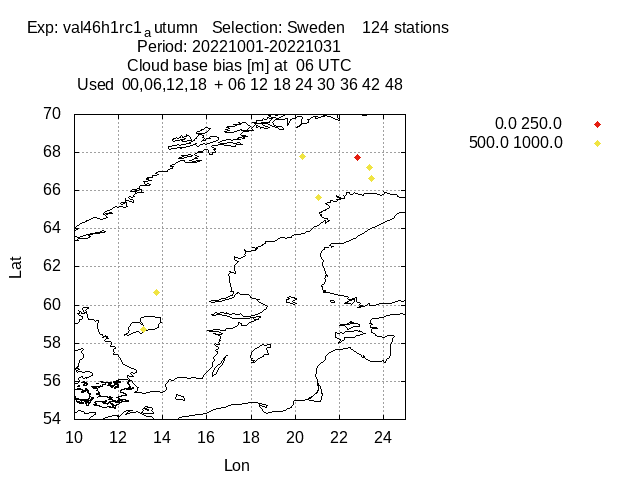 Exp: val46h1rc1_autumn   Selection: Sweden    124 stations
Period: 20221001-20221031
Cloud base bias [m] at  06 UTC
Used  00,06,12,18  + 06 12 18 24 30 36 42 48
0.0 250.0
500.0 1000.0
70
68
66
64
62
60
58
56
54
Lat
10 12 14 16 18 20 22 24
Lon